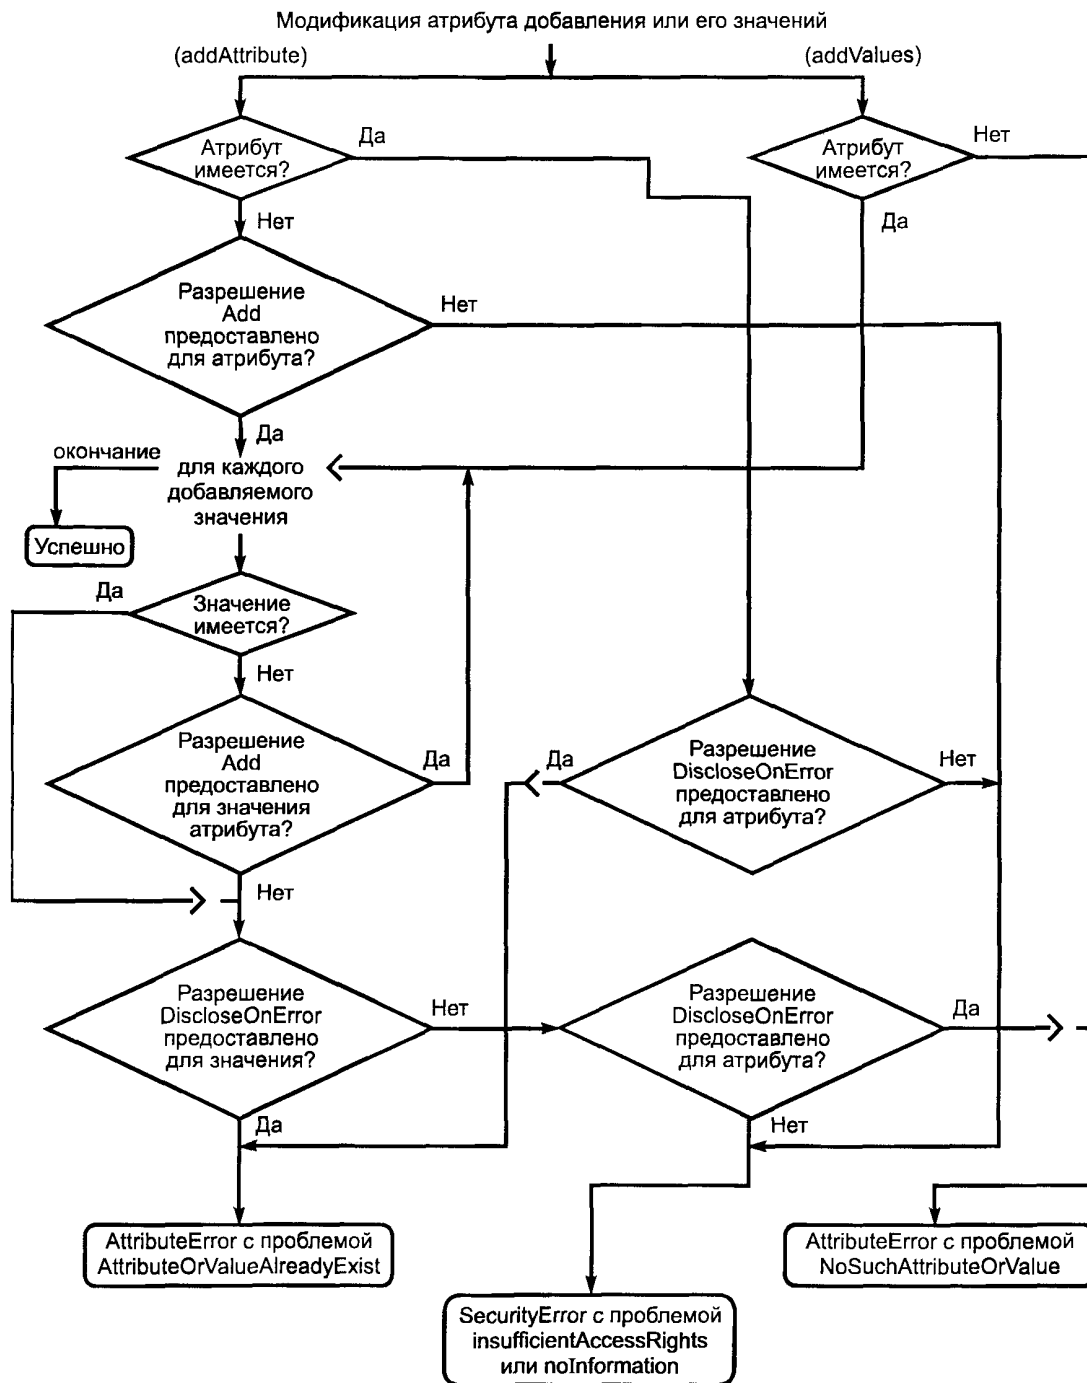 Модификация атрибута добавления или его значений
(addAttribute)
(addValues)
Атрибут
имеется?
Да
Атрибут
имеется?
Нет
Нет
Да
Разрешение
Add
предоставлено
для атрибута?
Нет
Да
окончание
для каждого
добавляемого
значения
Успешно
Да
Значение
имеется?
Нет
Разрешение
Add
предоставлено
для значения
атрибута?
Да
Да
Разрешение
DiscloseOnError
предоставлено
для атрибута?
Нет
Нет
Разрешение
DiscloseOnError
предоставлено
для значения?
Нет
Разрешение
DiscloseOnError
предоставлено
для атрибута?
Да
Да
Нет
AttributeError с проблемой
AttributeOrValueAlreadyExist
AttributeError с проблемой
NoSuchAttributeOrValue
SecurityError с проблемой
insufficientAccessRights
или noInformation